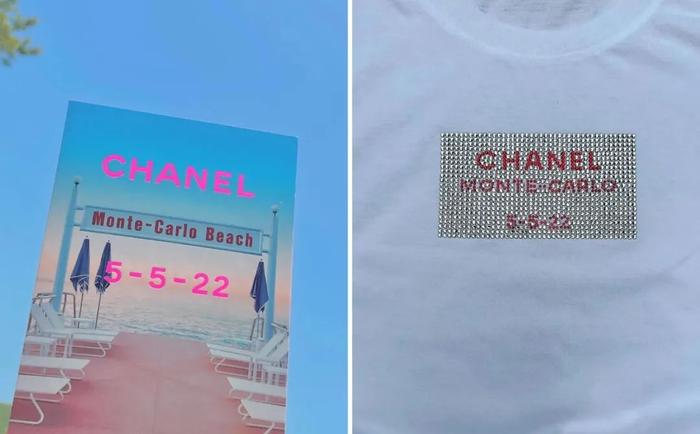 CHANEL
Monte-Carlo Beach
5-5-22
CHANEL
MONTE-CARLO
5-5-22